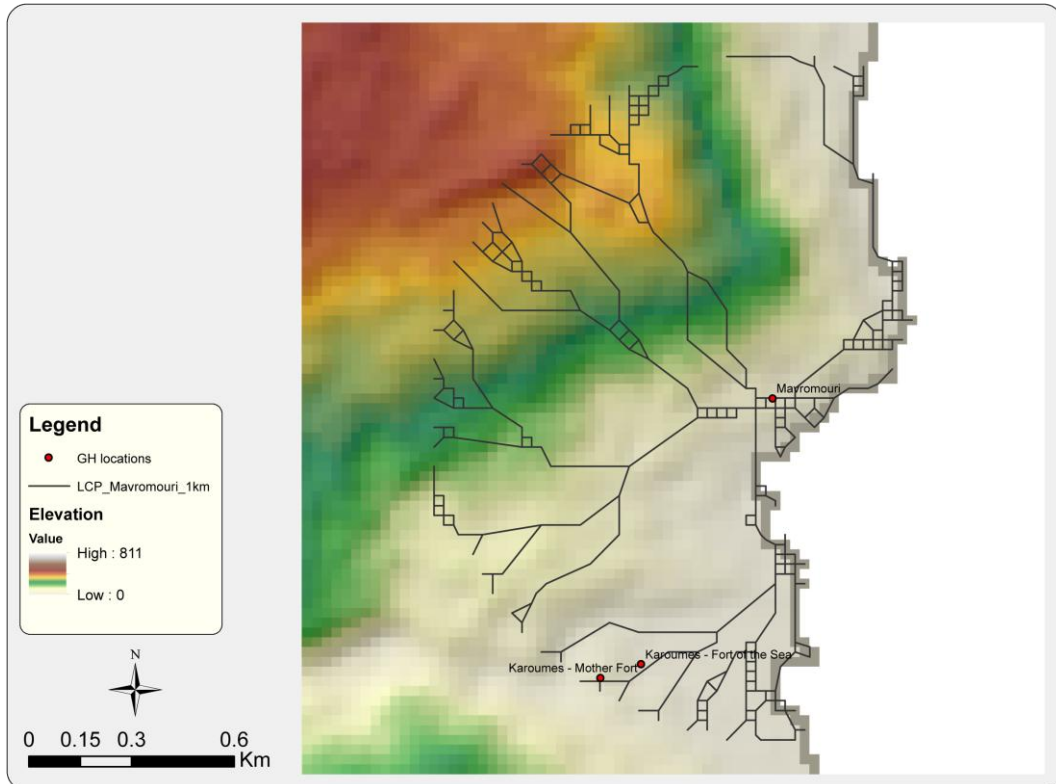 Mavromouri
Karoumes - Fort of the Sea
Karoumes - Mother Fort
Legend
GH locations
LCP_Mavromouri_1km
Elevation
Value
High : 811
Low : 0
N
0 0.15 0.3 0.6
Km